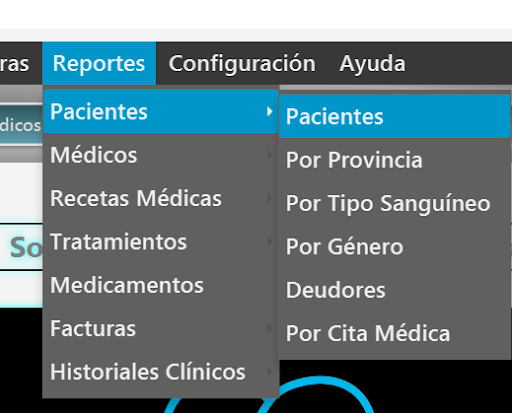 ras Reportes Configuración Ayuda
dicos
Pacientes
Médicos
Recetas Médicas
Tratamientos
Medicamentos
Facturas
Historiales Clínicos
Pacientes
Por Provincia
Por Tipo Sanguíneo
Por Género
Deudores
Por Cita Médica
So